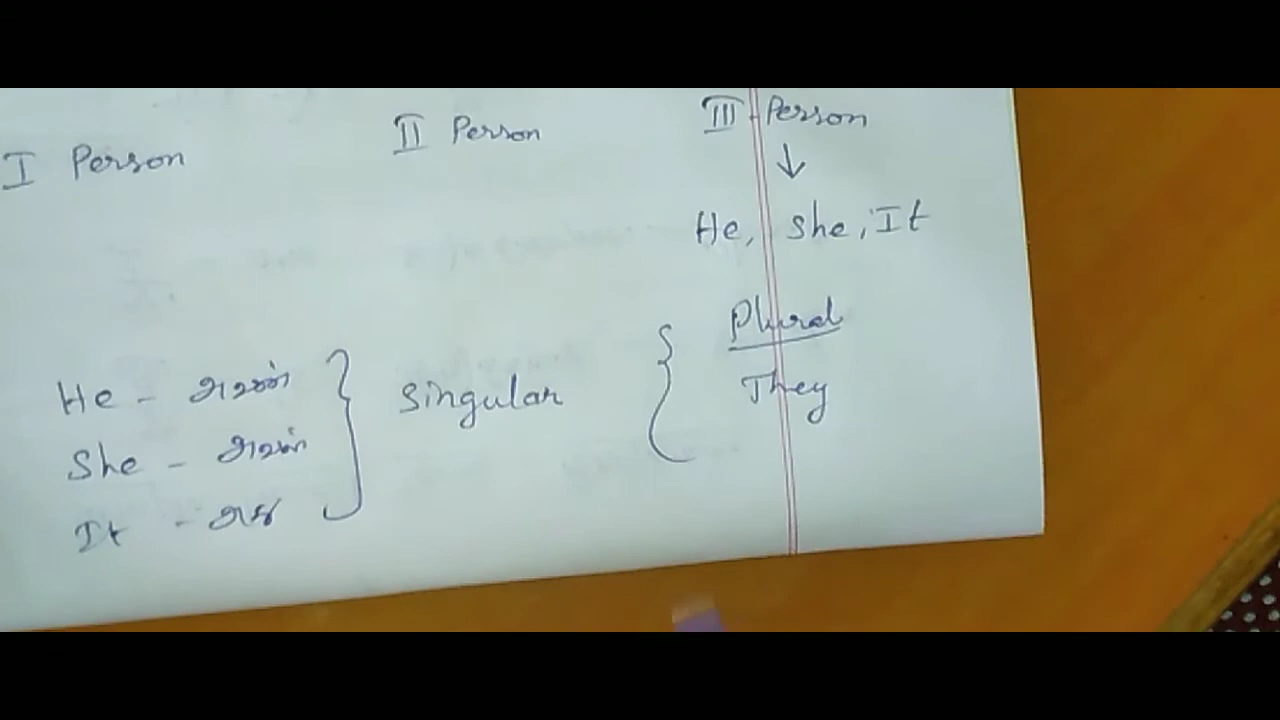 I Person II Person III Person
↓
He, She, It
Plural
He - அவன் } Singular { They
She - அவள்
It - அது